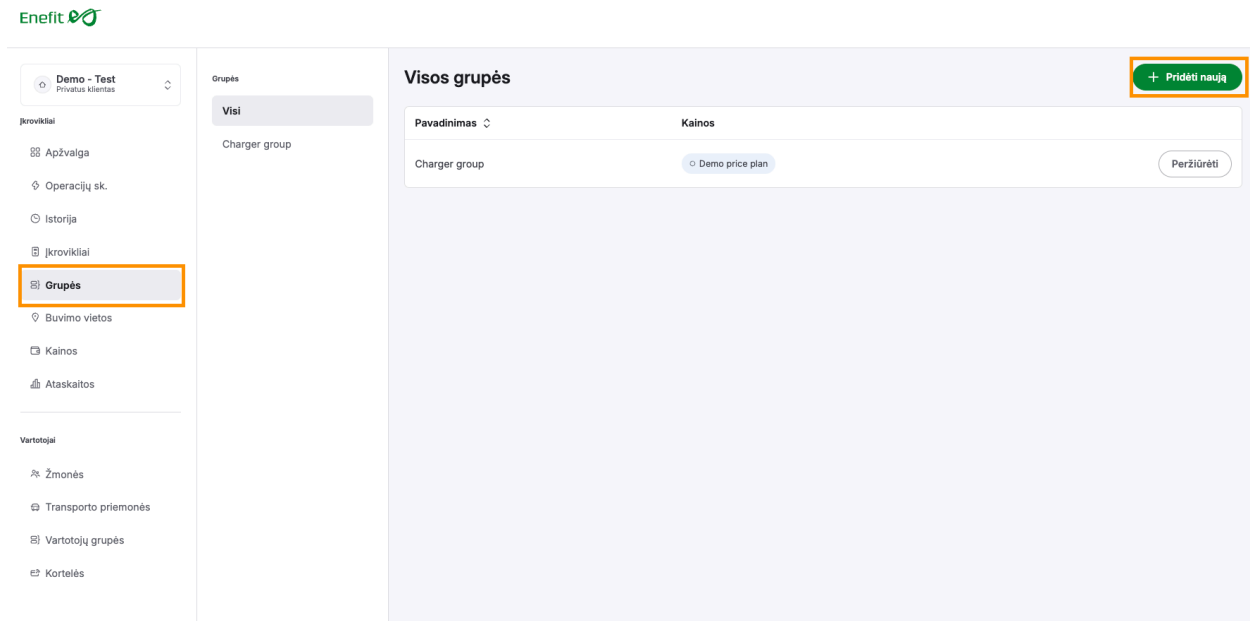 Enefit
Demo - Test
Privatus klientas
Įkrovikliai
Apžvalga
Operacijų sk.
Istorija
Įkrovikliai
Grupės
Buvimo vietos
Kainos
Ataskaitos
Vartotojai
Žmonės
Transporto priemonės
Vartotojų grupės
Kortelės
Grupės
Visi
Charger group
Visos grupės
Pridėti naują
Pavadinimas Kainos
Charger group Demo price plan Peržiūrėti